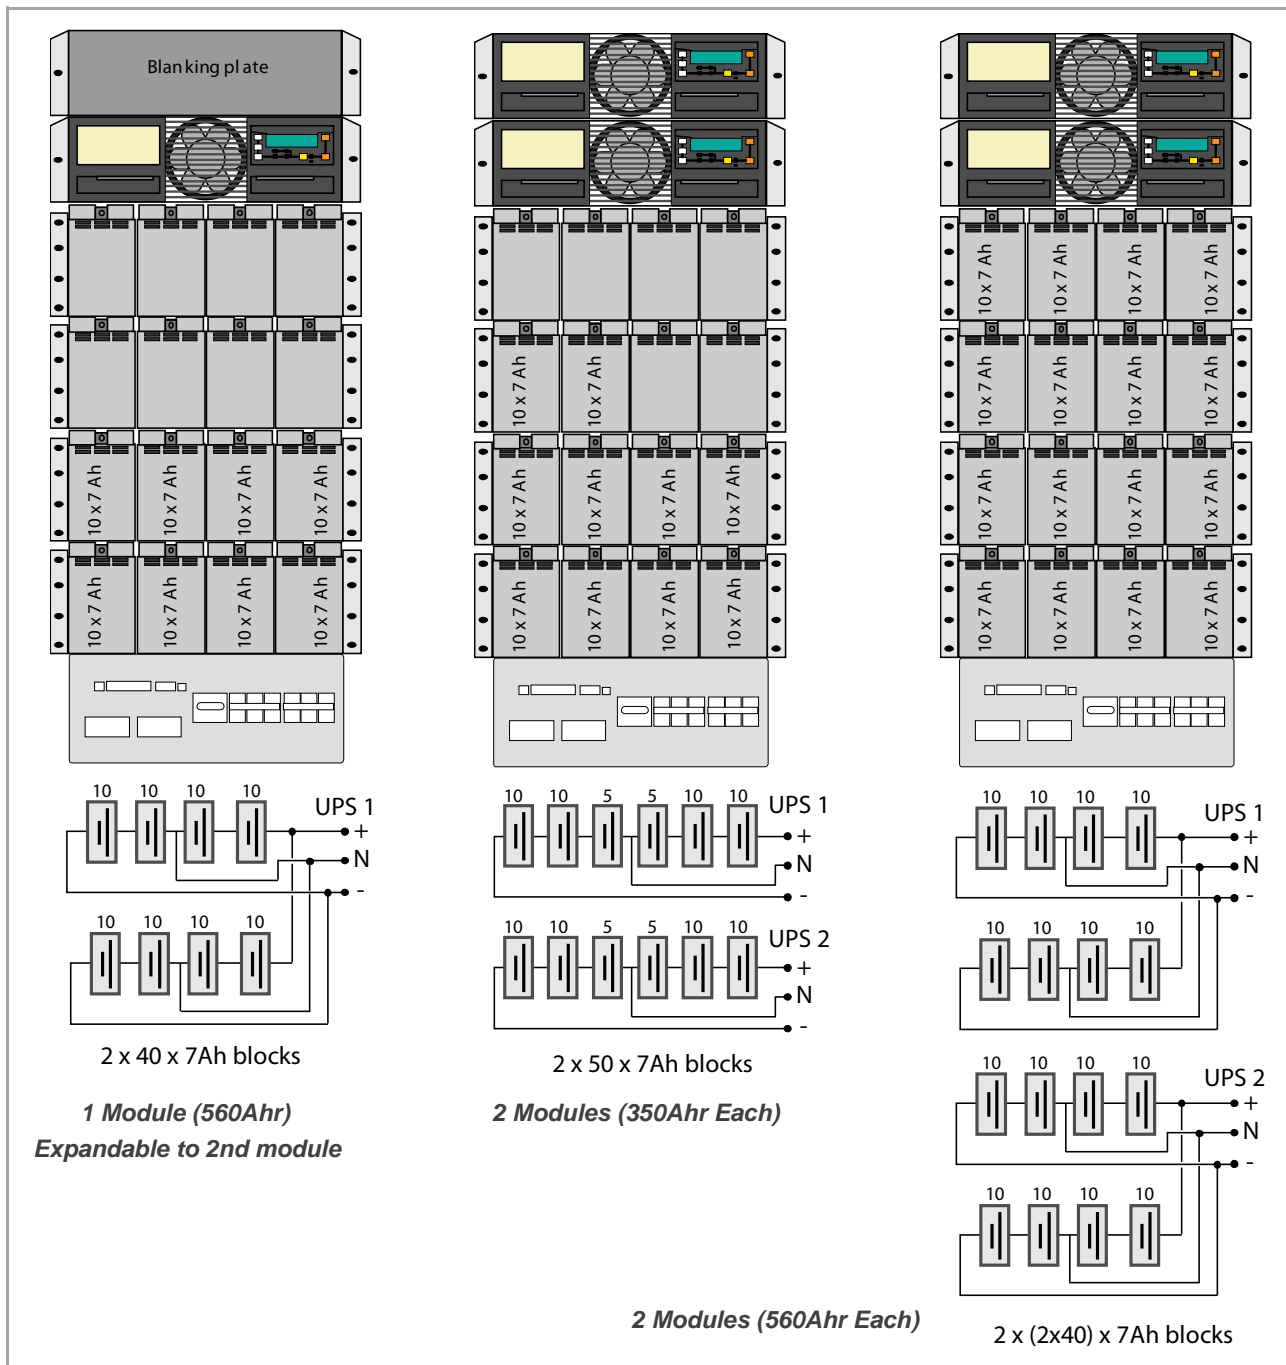 Blanking plate
10 x 7 Ah 10 x 7 Ah 10 x 7 Ah 10 x 7 Ah
10 x 7 Ah 10 x 7 Ah 10 x 7 Ah 10 x 7 Ah
10 10 10 10
UPS 1
+
N
-
10 10 10 10
2 x 40 x 7Ah blocks
1 Module (560Ahr)
Expandable to 2nd module
10 x 7 Ah 10 x 7 Ah
10 x 7 Ah 10 x 7 Ah 10 x 7 Ah 10 x 7 Ah
10 x 7 Ah 10 x 7 Ah 10 x 7 Ah 10 x 7 Ah
10 10 5 5 10 10
UPS 1
+
N
-
10 10 5 5 10 10
UPS 2
+
N
-
2 x 50 x 7Ah blocks
2 Modules (350Ahr Each)
10 x 7 Ah 10 x 7 Ah 10 x 7 Ah 10 x 7 Ah
10 x 7 Ah 10 x 7 Ah 10 x 7 Ah 10 x 7 Ah
10 x 7 Ah 10 x 7 Ah 10 x 7 Ah 10 x 7 Ah
10 x 7 Ah 10 x 7 Ah 10 x 7 Ah 10 x 7 Ah
10 10 10 10
UPS 1
+
N
-
10 10 10 10
10 10 10 10
UPS 2
+
N
-
10 10 10 10
2 Modules (560Ahr Each)
2 x (2x40) x 7Ah blocks